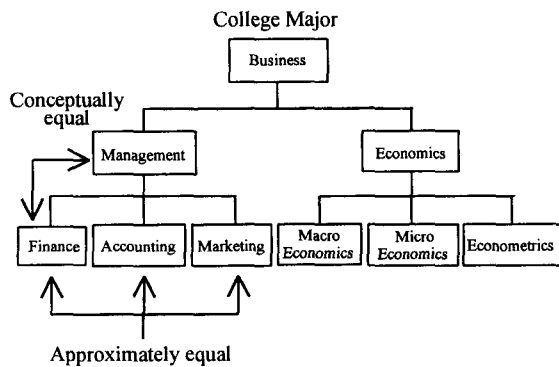 College Major
Business
Conceptually
equal
Management
Economics
Finance
Accounting
Marketing
Macro
Economics
Micro
Economics
Econometrics
Approximately equal